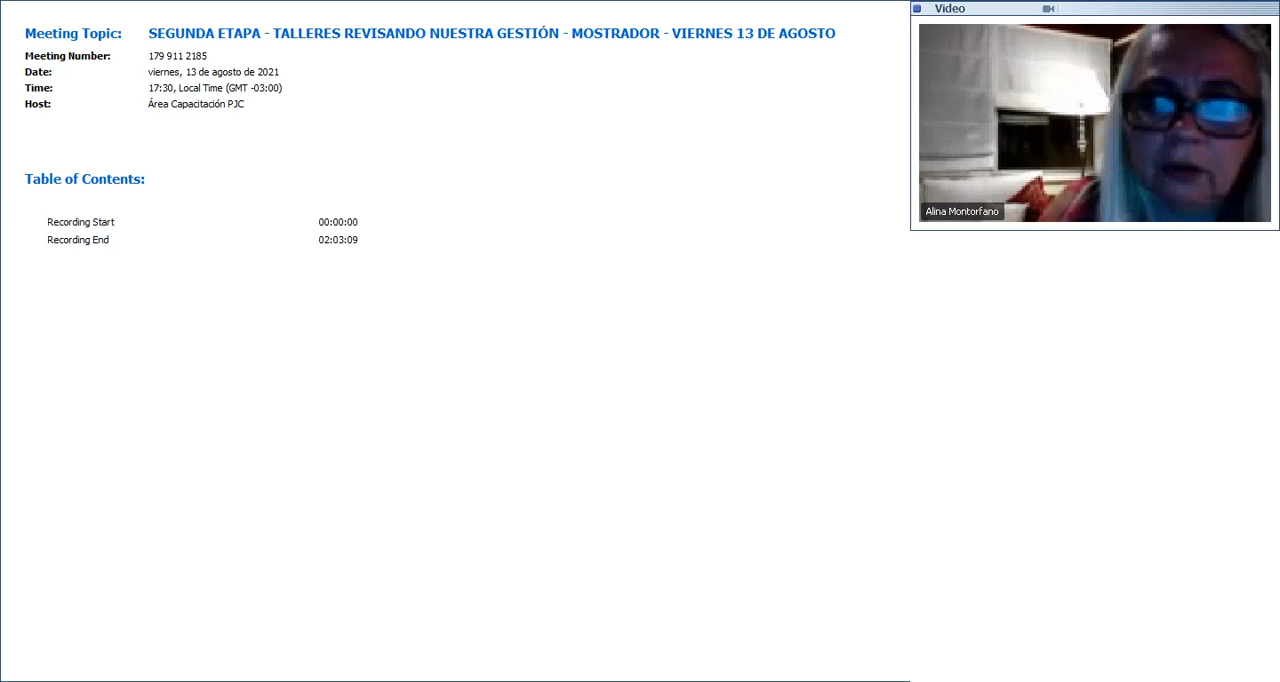 Meeting Topic: SEGUNDA ETAPA - TALLERES REVISANDO NUESTRA GESTIÓN - MOSTRADOR - VIERNES 13 DE AGOSTO
Meeting Number: 179 911 2185
Date: viernes, 13 de agosto de 2021
Time: 17:30, Local Time (GMT -03:00)
Host: Área Capacitación PJC
Table of Contents:
Recording Start 00:00:00
Recording End 02:03:09
Video
Alina Montorfano